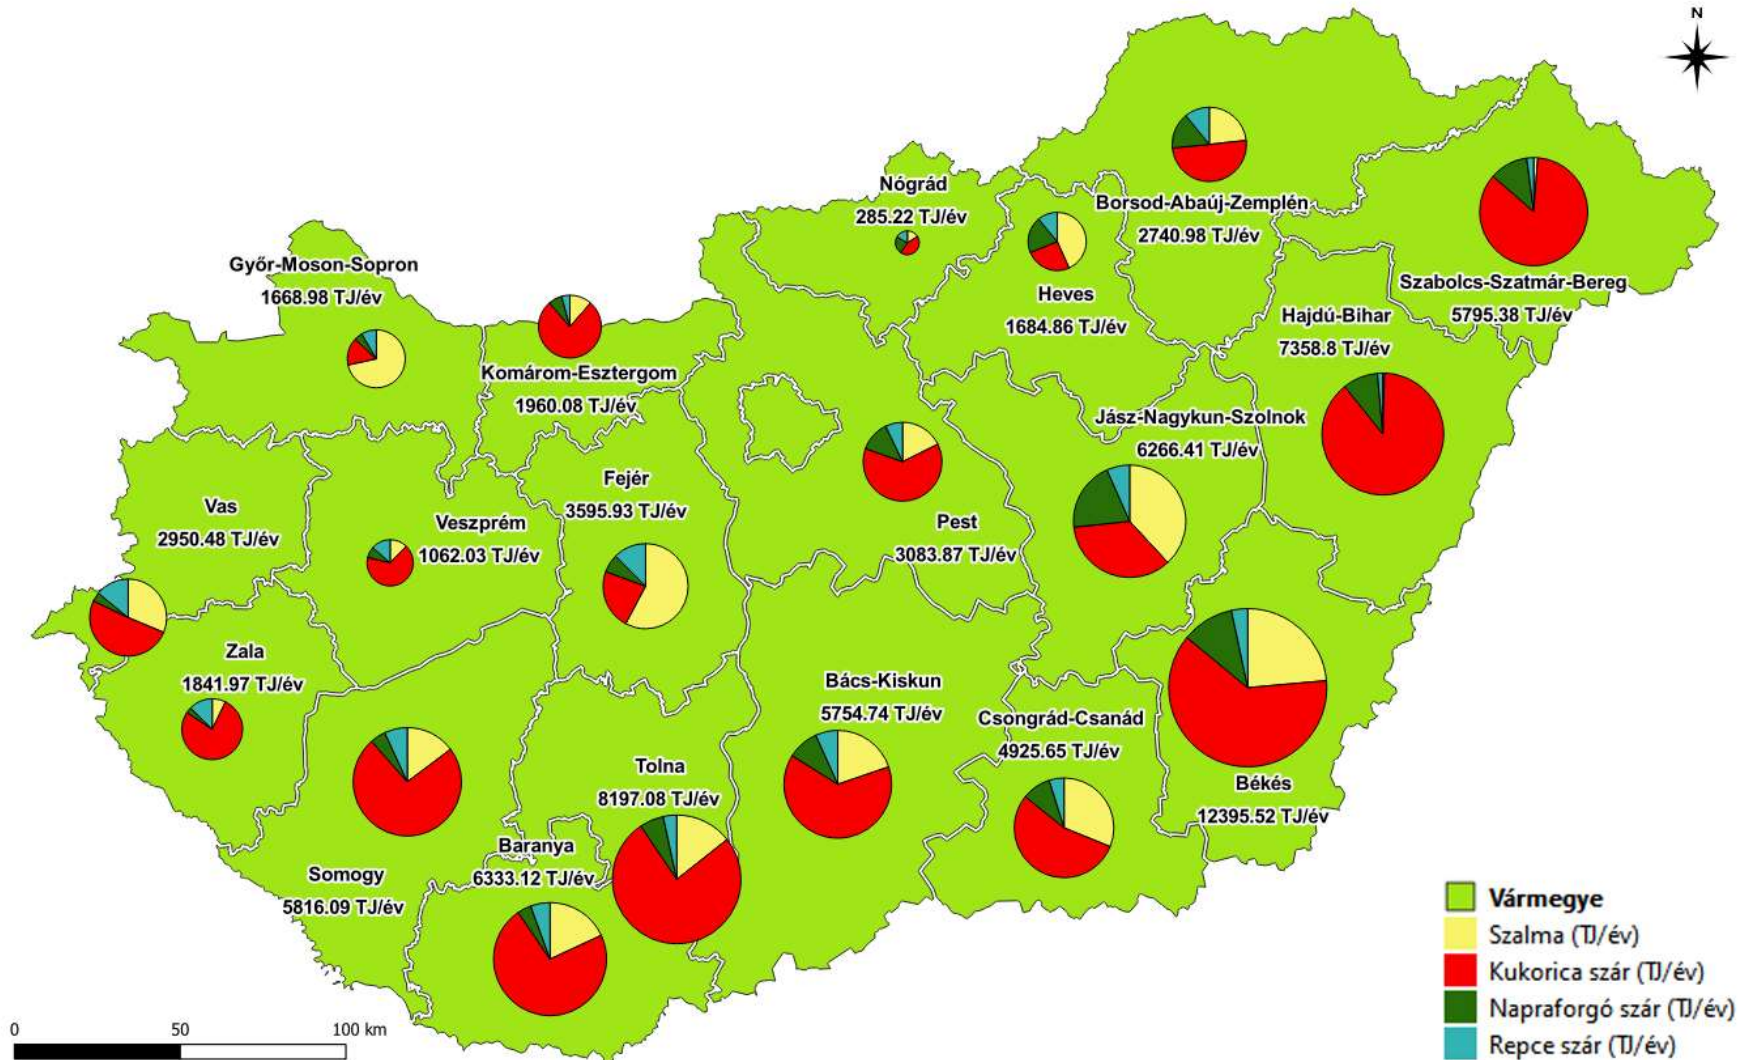 N
Nógrád
285.22 TJ/év
Borsod-Abaúj-Zemplén
2740.98 TJ/év
Győr-Moson-Sopron
1668.98 TJ/év
Szabolcs-Szatmár-Bereg
5795.38 TJ/év
Heves
1684.86 TJ/év
Hajdú-Bihar
7358.8 TJ/év
Komárom-Esztergom
1960.08 TJ/év
Jász-Nagykun-Szolnok
6266.41 TJ/év
Fejér
3595.93 TJ/év
Vas
2950.48 TJ/év
Veszprém
1062.03 TJ/év
Pest
3083.87 TJ/év
Zala
1841.97 TJ/év
Bács-Kiskun
5754.74 TJ/év
Csongrád-Csanád
4925.65 TJ/év
Tolna
8197.08 TJ/év
Békés
12395.52 TJ/év
Baranya
6333.12 TJ/év
Somogy
5816.09 TJ/év
Vármegye
Szalma (TJ/év)
Kukorica szár (TJ/év)
Napraforgó szár (TJ/év)
Repce szár (TJ/év)
0 50 100 km